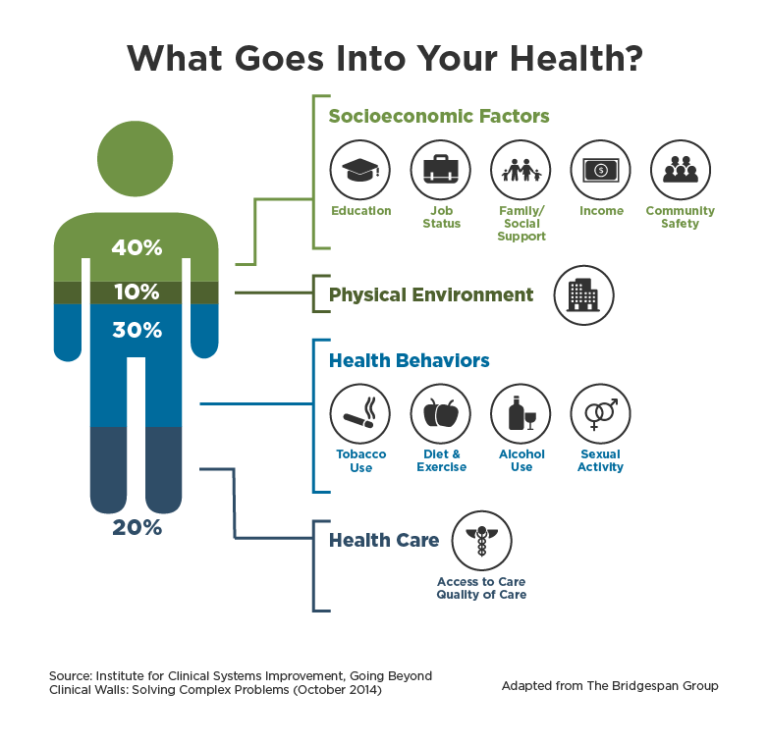 What Goes Into Your Health?
Socioeconomic Factors
Education
Job
Status
Family/
Social
Support
Income
Community
Safety
40%
10%
Physical Environment
30%
Health Behaviors
Tobacco
Use
Diet &
Exercise
Alcohol
Use
Sexual
Activity
20%
Health Care
Access to Care
Quality of Care
Source: Institute for Clinical Systems Improvement, Going Beyond
Clinical Walls: Solving Complex Problems (October 2014)
Adapted from The Bridgespan Group